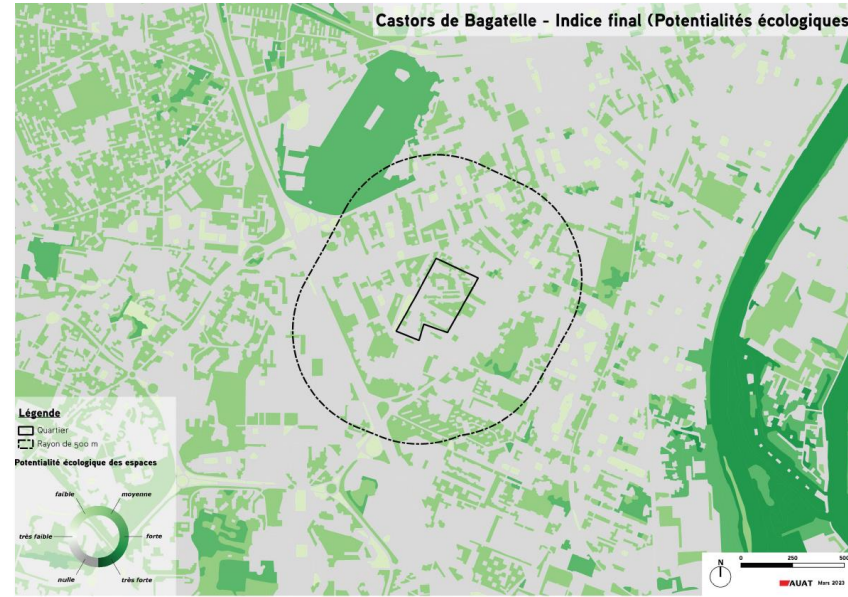 Castors de Bagatelle - Indice final (Potentialités écologiques
Légende
Quartier
Rayon de 500 m
Potentialité écologique des espaces
faible
moyenne
très faible
forte
nulle
très forte
N
0 250 500
AUAT Mars 2023